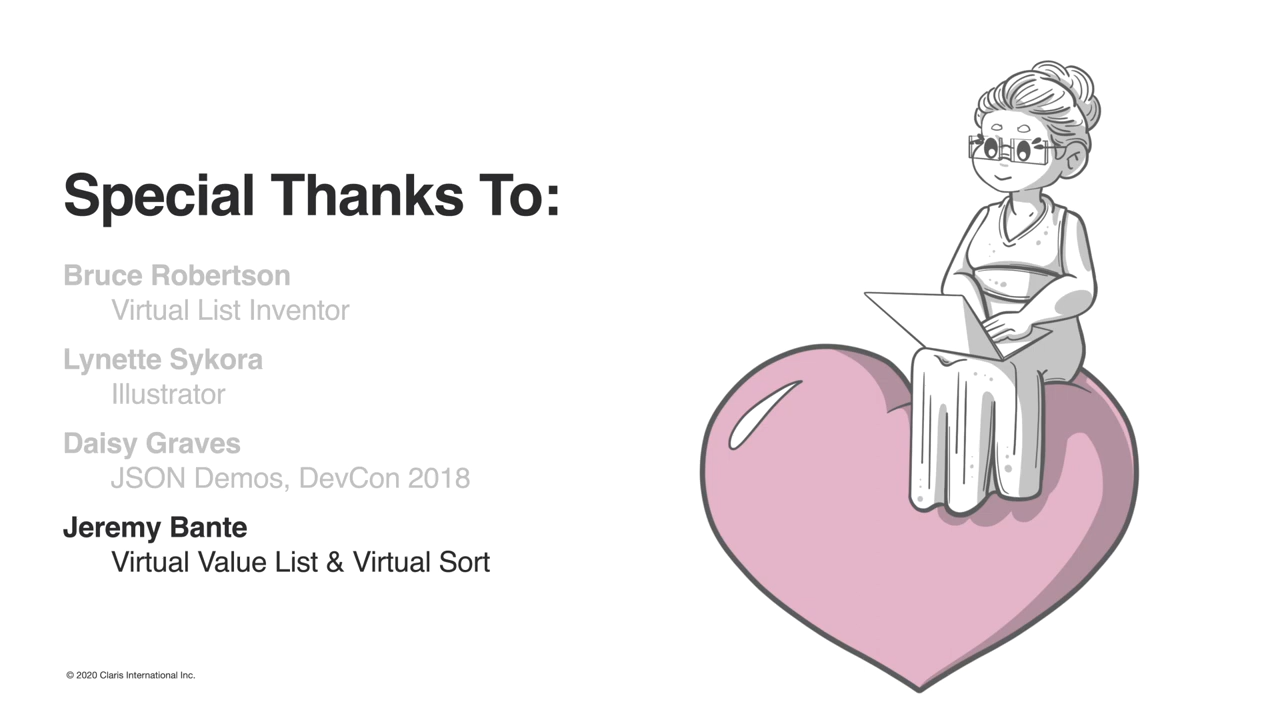 Special Thanks To:
Bruce Robertson
Virtual List Inventor
Lynette Sykora
Illustrator
Daisy Graves
JSON Demos, DevCon 2018
Jeremy Bante
Virtual Value List & Virtual Sort
© 2020 Claris International Inc.